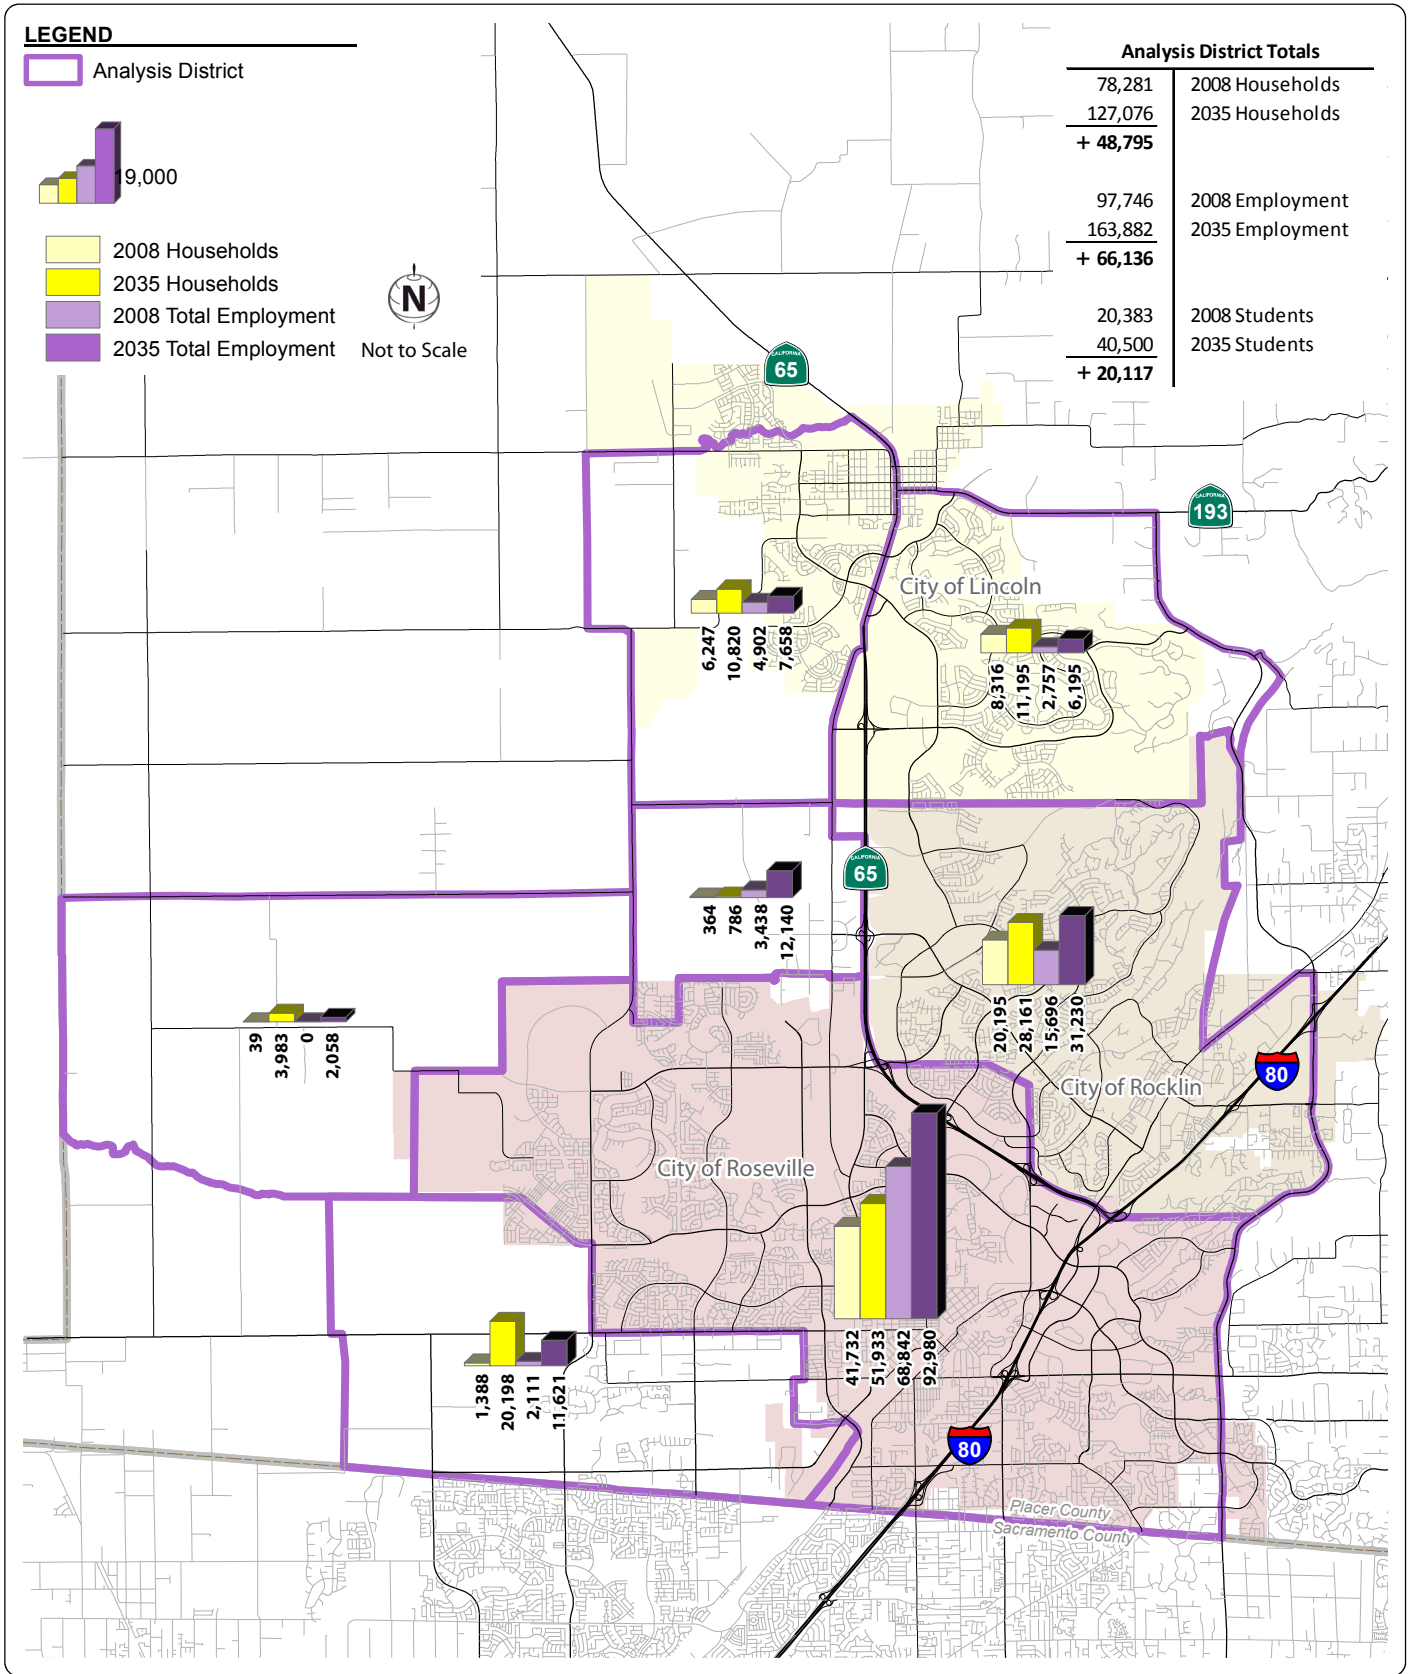 LEGEND
Analysis District
19,000
2008 Households
2035 Households
2008 Total Employment
2035 Total Employment
N
Not to Scale
Analysis District Totals
78,281 2008 Households
127,076 2035 Households
+ 48,795
97,746 2008 Employment
163,882 2035 Employment
+ 66,136
20,383 2008 Students
40,500 2035 Students
+ 20,117
CALIFORNIA
65
CALIFORNIA
193
City of Lincoln
6,247
10,820
4,902
7,658
8,316
11,195
2,757
6,195
CALIFORNIA
65
364
786
3,438
12,140
20,195
28,161
15,696
31,230
39
3,983
0
2,058
80
City of Rocklin
City of Roseville
41,732
51,933
68,842
92,980
1,388
20,198
2,111
11,621
80
Placer County
Sacramento County